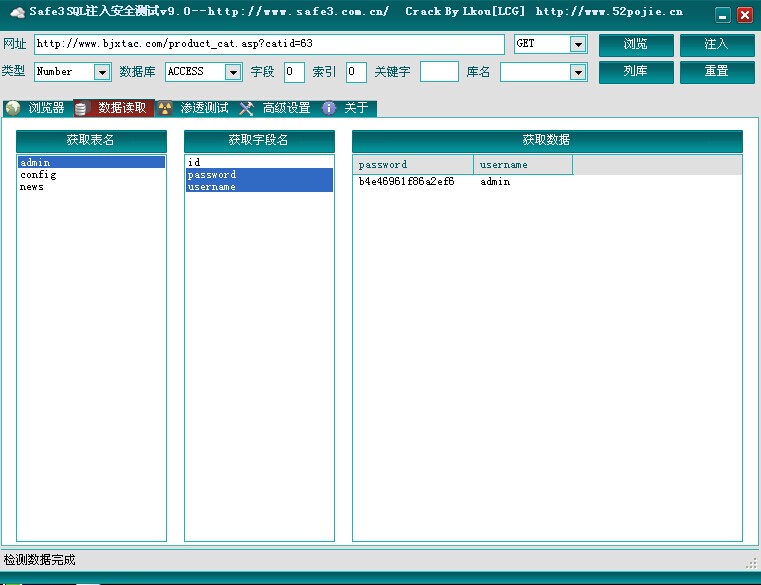 Safe3 SQL注入安全测试v9.0--http://www.safe3.com.cn/ Crack By Lkou[LCG] http://www.52pojie.cn
网址 http://www.bjxtac.com/product_cat.asp?catid=63 GET 浏览 注入
类型 Number 数据库 ACCESS 字段 0 索引 0 关键字 库名 列库 重置
浏览器 数据读取 渗透测试 高级设置 关于
获取表名 获取字段名 获取数据
admin id password username
config password b4e46961f86a2ef6 admin
news username
检测数据完成